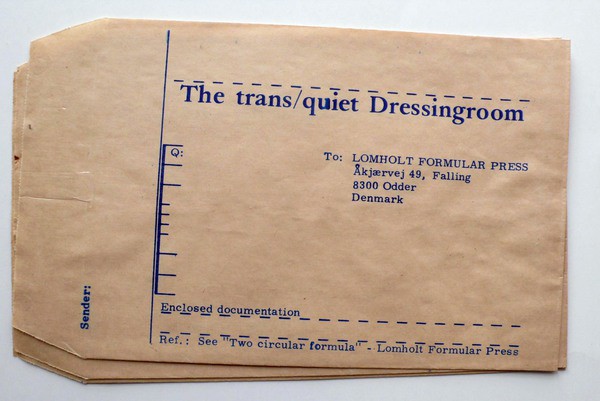 The trans/quiet Dressingroom
Q:
To: LOMHOLT FORMULAR PRESS
Åkjærvej 49, Falling
8300 Odder
Denmark
Sender:
Enclosed documentation
Ref.: See "Two circular formula" - Lomholt Formular Press